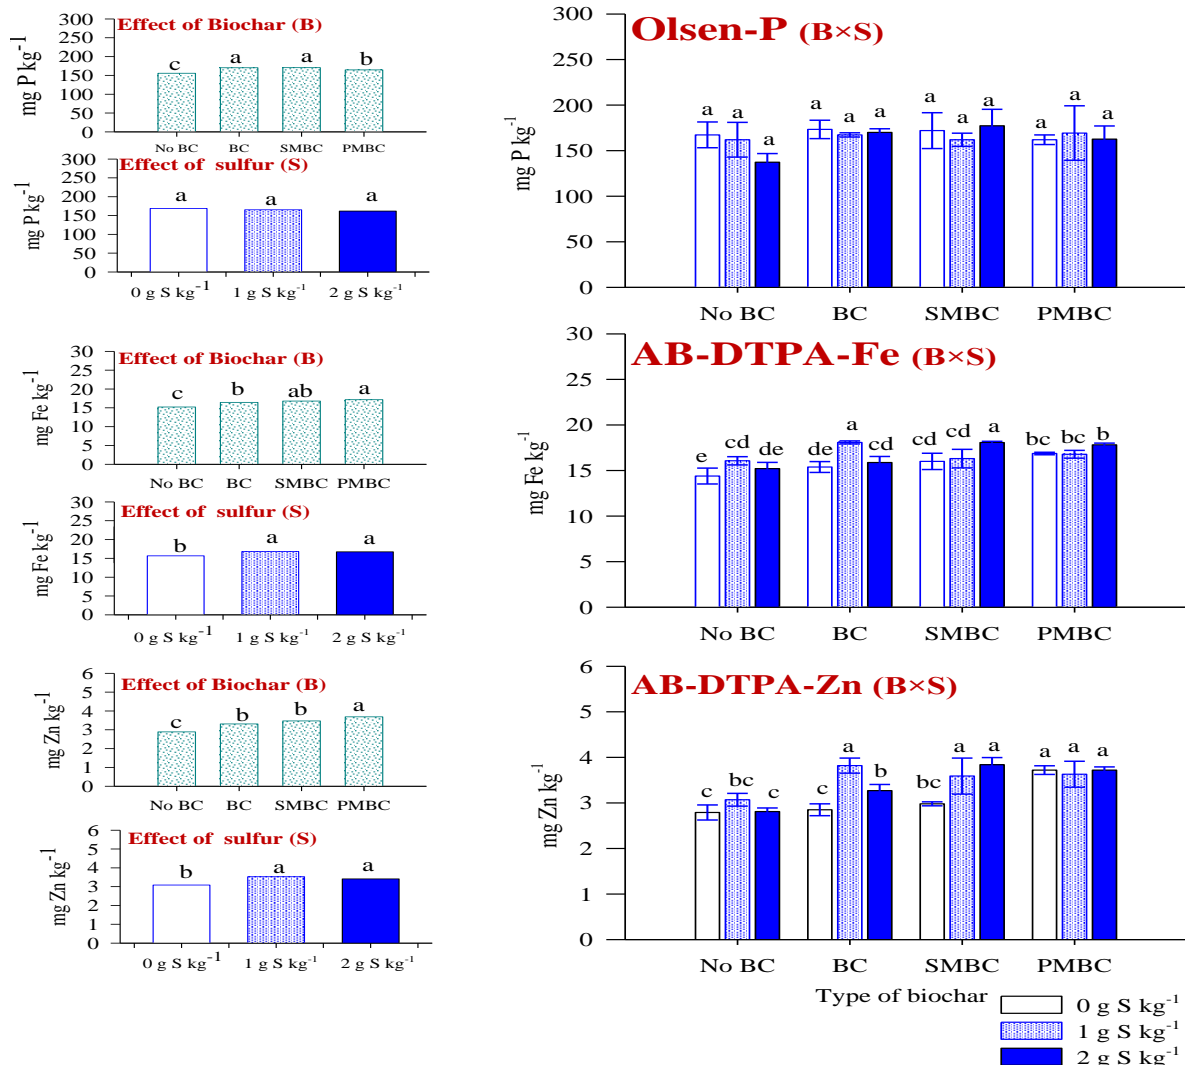 Effect of Biochar (B)
mg P kg-1
300
250
200
150
100
50
0
c a a b
No BC BC SMBC PMBC
Effect of sulfur (S)
mg P kg-1
300
250
200
150
100
50
0
a a a
0 g S kg-1 1 g S kg-1 2 g S kg-1
Effect of Biochar (B)
mg Fe kg-1
30
25
20
15
10
5
0
c b ab a
No BC BC SMBC PMBC
Effect of sulfur (S)
mg Fe kg-1
30
25
20
15
10
5
0
b a a
0 g S kg-1 1 g S kg-1 2 g S kg-1
Effect of Biochar (B)
mg Zn kg-1
6
5
4
3
2
1
0
c b b a
No BC BC SMBC PMBC
Effect of sulfur (S)
mg Zn kg-1
6
5
4
3
2
1
0
b a a
0 g S kg-1 1 g S kg-1 2 g S kg-1
Olsen-P (B×S)
mg P kg-1
300
250
200
150
100
50
0
a a a a a a a a a a a a
No BC BC SMBC PMBC
AB-DTPA-Fe (B×S)
mg Fe kg-1
30
25
20
15
10
5
0
e cd de de a cd cd cd a bc bc b
No BC BC SMBC PMBC
AB-DTPA-Zn (B×S)
mg Zn kg-1
6
5
4
3
2
1
0
c bc c c a b bc a a a a a
No BC BC SMBC PMBC
Type of biochar
0 g S kg-1
1 g S kg-1
2 g S kg-1